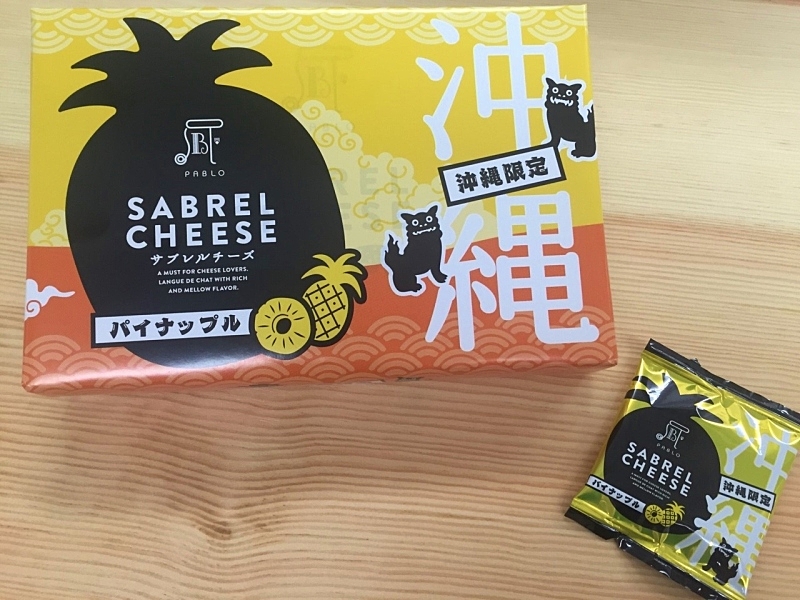 沖縄
沖縄限定
PABLO
SABREL
CHEESE
サブレルチーズ
A MUST FOR CHEESE LOVERS.
LANGUE DE CHAT WITH RICH
AND MELLOW FLAVOR.
パイナップル
PABLO
SABREL
CHEESE
パイナップル
沖縄
沖縄限定